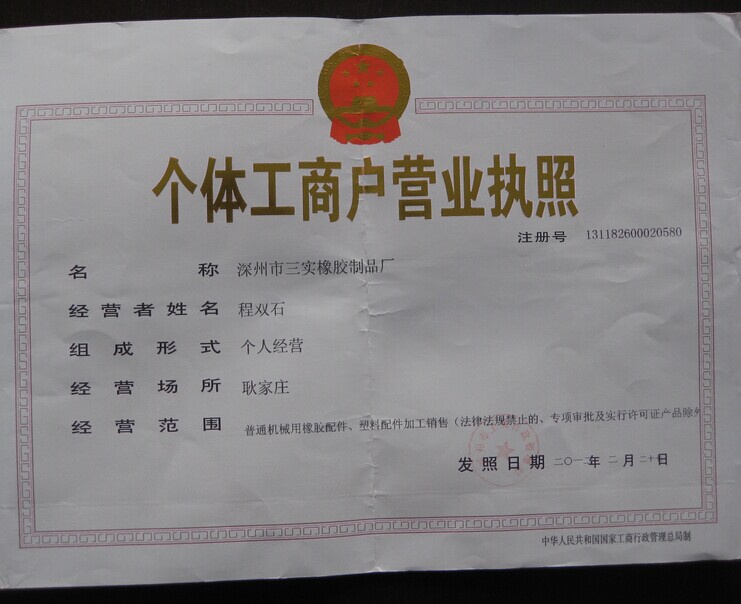 个体工商户营业执照
注册号 131182600020580
名称 深州市三实橡胶制品厂
经营者姓名 程双石
组成形式 个人经营
经营场所 耿家庄
经营范围 普通机械用橡胶配件、塑料配件加工销售（法律法规禁止的、专项审批及实行许可证产品除外
发照日期 二〇一 年 二 月 二十 日
中华人民共和国国家工商行政管理总局制